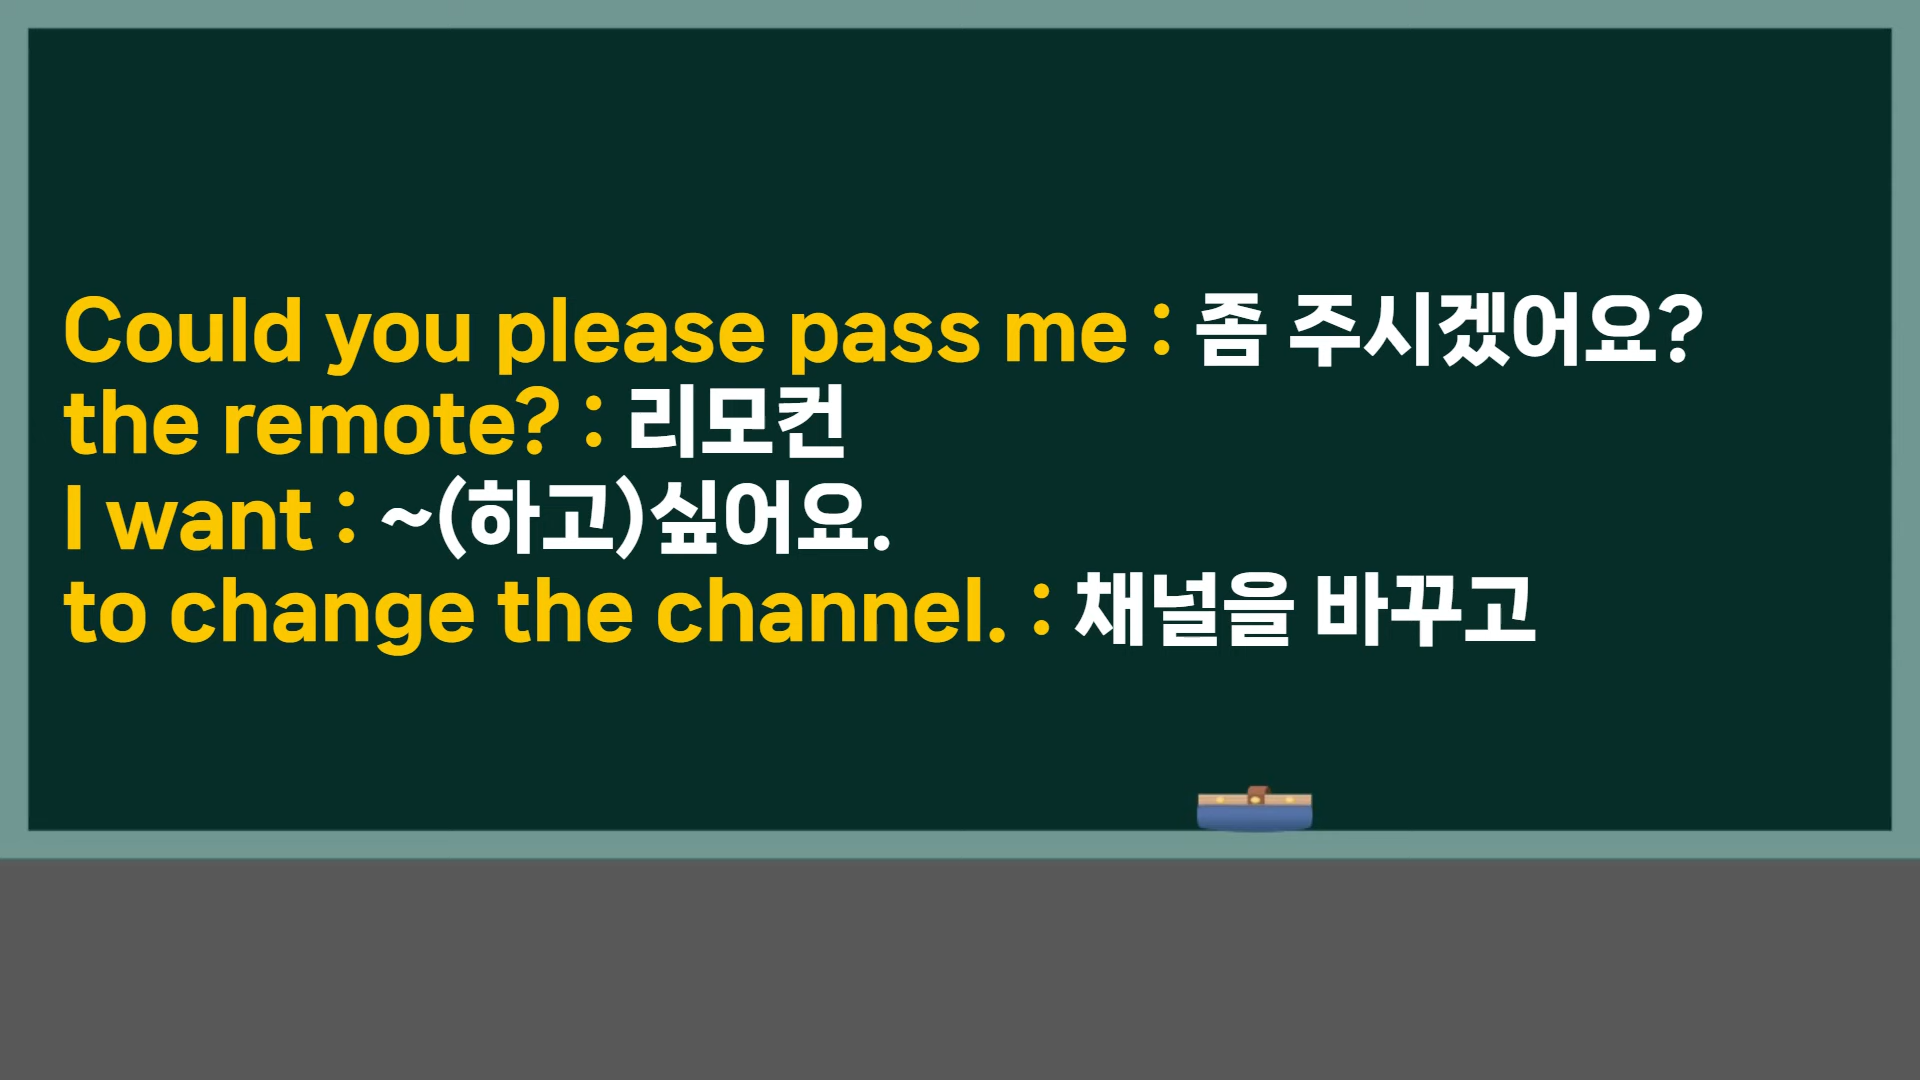 Could you please pass me : 좀 주시겠어요?
the remote? : 리모컨
I want : ~(하고)싶어요.
to change the channel. : 채널을 바꾸고